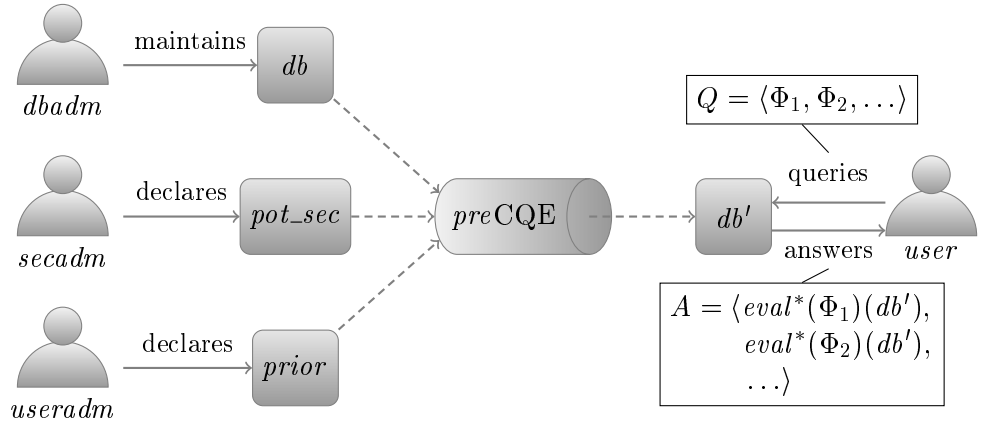 maintains
db
dbadm
Q = ⟨Φ₁, Φ₂, …⟩
declares
pot_sec
secadm
preCQE
db′
queries
answers
user
A = ⟨eval*(Φ₁)(db′),
eval*(Φ₂)(db′),
…⟩
declares
prior
useradm